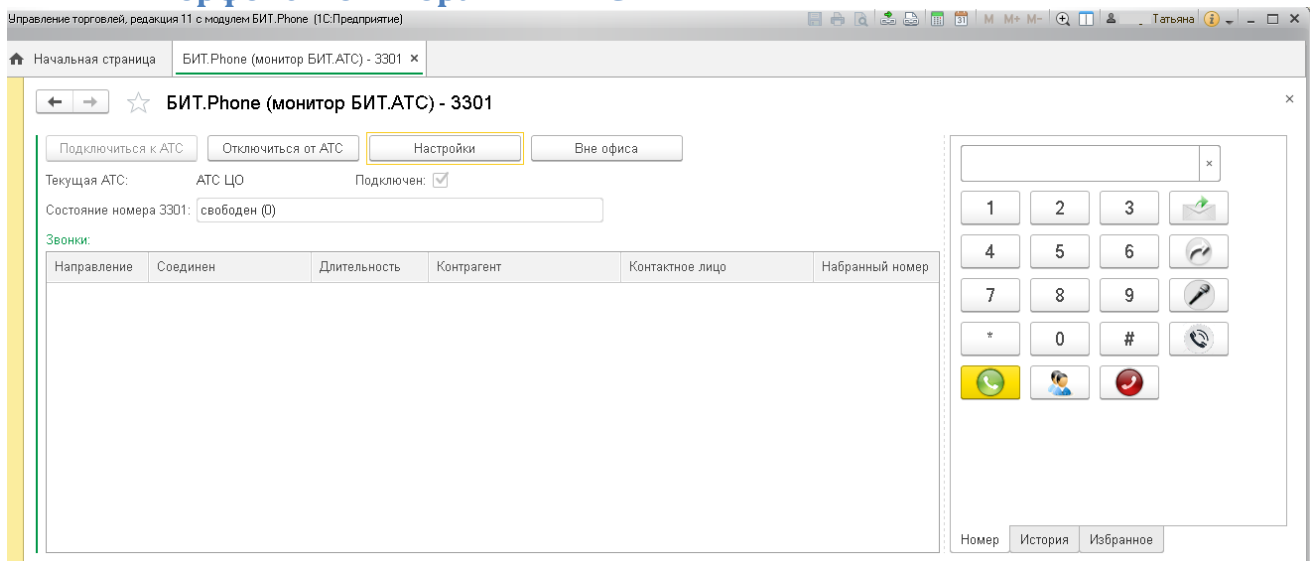 Управление торговлей, редакция 11 с модулем БИТ.Phone (1С:Предприятие) 31 M M+ M- Татьяна
Начальная страница БИТ.Phone (монитор БИТ.АТС) - 3301 ×
БИТ.Phone (монитор БИТ.АТС) - 3301 ×
Подключиться к АТС Отключиться от АТС Настройки Вне офиса
Текущая АТС: АТС ЦО Подключен:
Состояние номера 3301: свободен (0)
Звонки:
Направление Соединен Длительность Контрагент Контактное лицо Набранный номер
×
1 2 3
4 5 6
7 8 9
* 0 #
Номер История Избранное